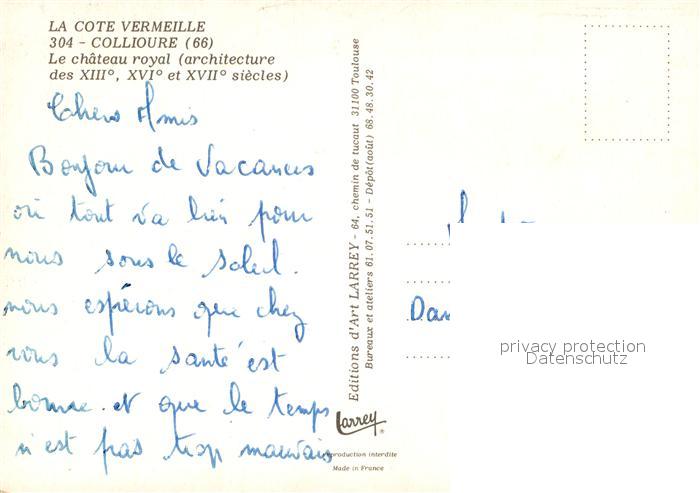 LA COTE VERMEILLE
304 - COLLIOURE (66)
Le château royal (architecture
des XIII°, XVI° et XVII° siècles)
Chers Amis
Bonjour de Vacances
où tout va bien pour
nous sous le soleil.
nous espérons que chez
vous la santé est
bonne. et que le temps
n'est pas trop mauvais
Editions d'Art LARREY - 64, chemin de tucaut 31100 Toulouse
Bureaux et ateliers 61.07.51.51 - Dépôt (août) 68.48.30.42
Larrey
®
reproduction interdite
Made in France
privacy protection
Datenschutz